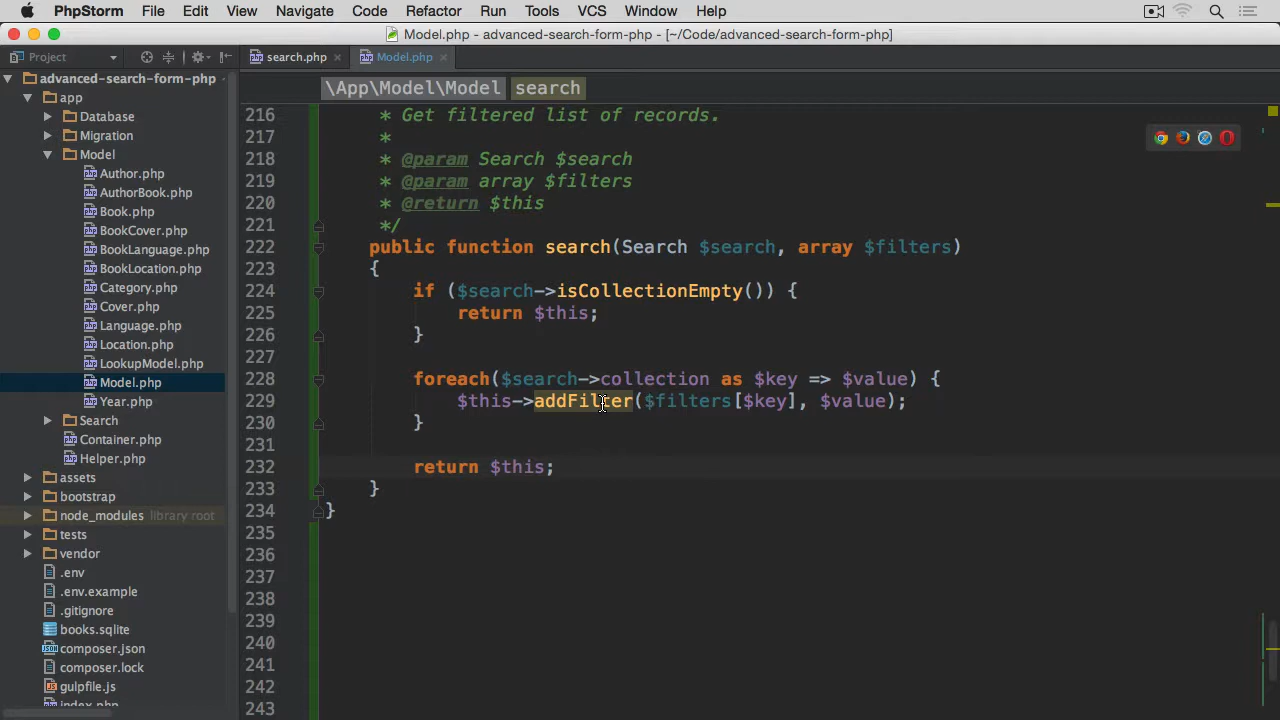 PhpStorm File Edit View Navigate Code Refactor Run Tools VCS Window Help
Model.php - advanced-search-form-php - [~/Code/advanced-search-form-php]
Project
search.php
Model.php
advanced-search-form-php
app
Database
Migration
Model
Author.php
AuthorBook.php
Book.php
BookCover.php
BookLanguage.php
BookLocation.php
Category.php
Cover.php
Language.php
Location.php
LookupModel.php
Model.php
Year.php
Search
Container.php
Helper.php
assets
bootstrap
node_modules library root
tests
vendor
.env
.env.example
.gitignore
books.sqlite
composer.json
composer.lock
gulpfile.js
index.php
\App\Model\Model search
216 * Get filtered list of records.
217 *
218 * @param Search $search
219 * @param array $filters
220 * @return $this
221 */
222 public function search(Search $search, array $filters)
223 {
224 if ($search->isCollectionEmpty()) {
225 return $this;
226 }
227
228 foreach($search->collection as $key => $value) {
229 $this->addFilter($filters[$key], $value);
230 }
231
232 return $this;
233 }
234 }
235
236
237
238
239
240
241
242
243